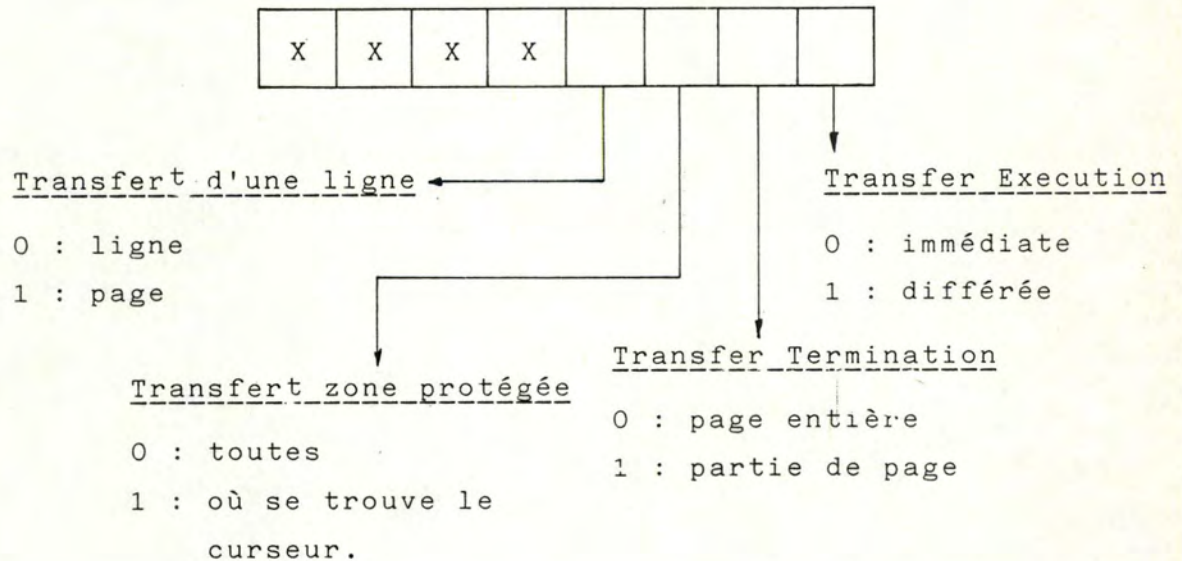 X X X X
Transfert d'une ligne
0 : ligne
1 : page
Transfer Execution
0 : immédiate
1 : différée
Transfert zone protégée
0 : toutes
1 : où se trouve le
curseur.
Transfer Termination
0 : page entière
1 : partie de page